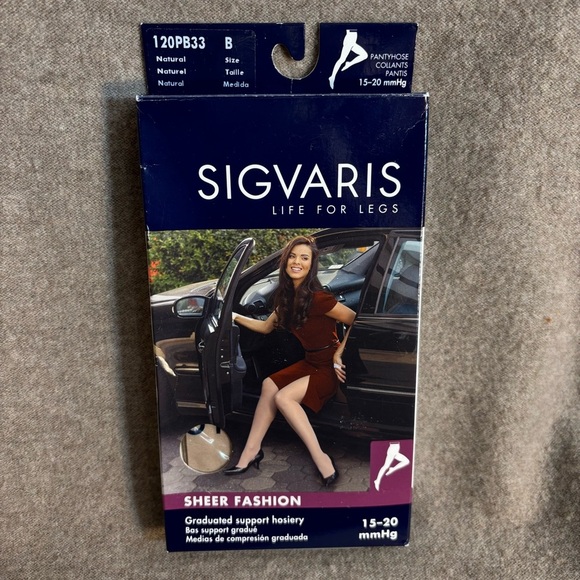 120PB33 B
Natural Size
Naturel Taille
Natural Medida
PANTYHOSE
COLLANTS
PANTIS
15–20 mmHg
SIGVARIS
LIFE FOR LEGS
SHEER FASHION
Graduated support hosiery
Bas support gradué
Medias de compresión graduada
15–20
mmHg